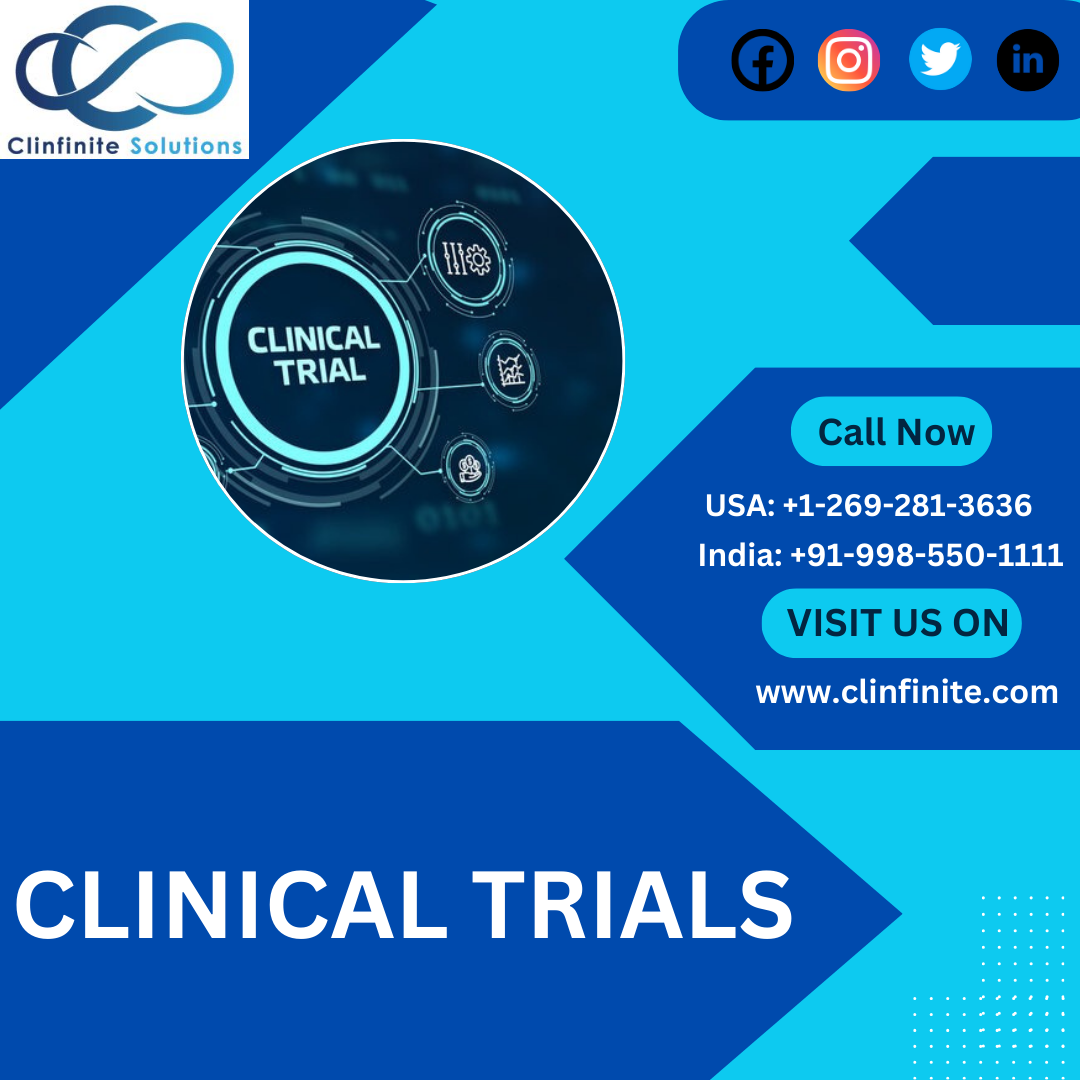 Clinfinite Solutions
CLINICAL
TRIAL
0101
Call Now
USA: +1-269-281-3636
India: +91-998-550-1111
VISIT US ON
www.clinfinite.com
CLINICAL TRIALS